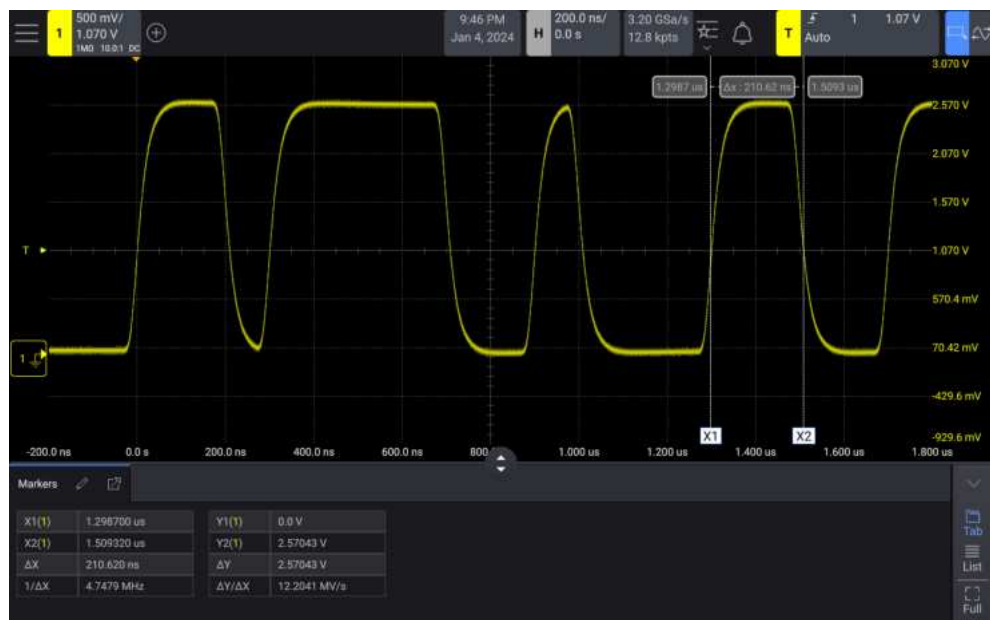 500 mV/
1 1.070 V
1MΩ 10.0:1 DC
9:46 PM
Jan 4, 2024
H 200.0 ns/
0.0 s
3.20 GSa/s
12.8 kpts
T 1 1.07 V
Auto
3.070 V
1.2987 us Δx : 210.62 ns 1.5093 us
2.570 V
2.070 V
1.570 V
T 1.070 V
570.4 mV
1 70.42 mV
-429.6 mV
X1 X2
-929.6 mV
-200.0 ns 0.0 s 200.0 ns 400.0 ns 600.0 ns 800. 1.000 us 1.200 us 1.400 us 1.600 us 1.800 us
Markers
X1(1) 1.298700 us Y1(1) 0.0 V
X2(1) 1.509320 us Y2(1) 2.57043 V
ΔX 210.620 ns ΔY 2.57043 V
1/ΔX 4.7479 MHz ΔY/ΔX 12.2041 MV/s
Tab
List
Full